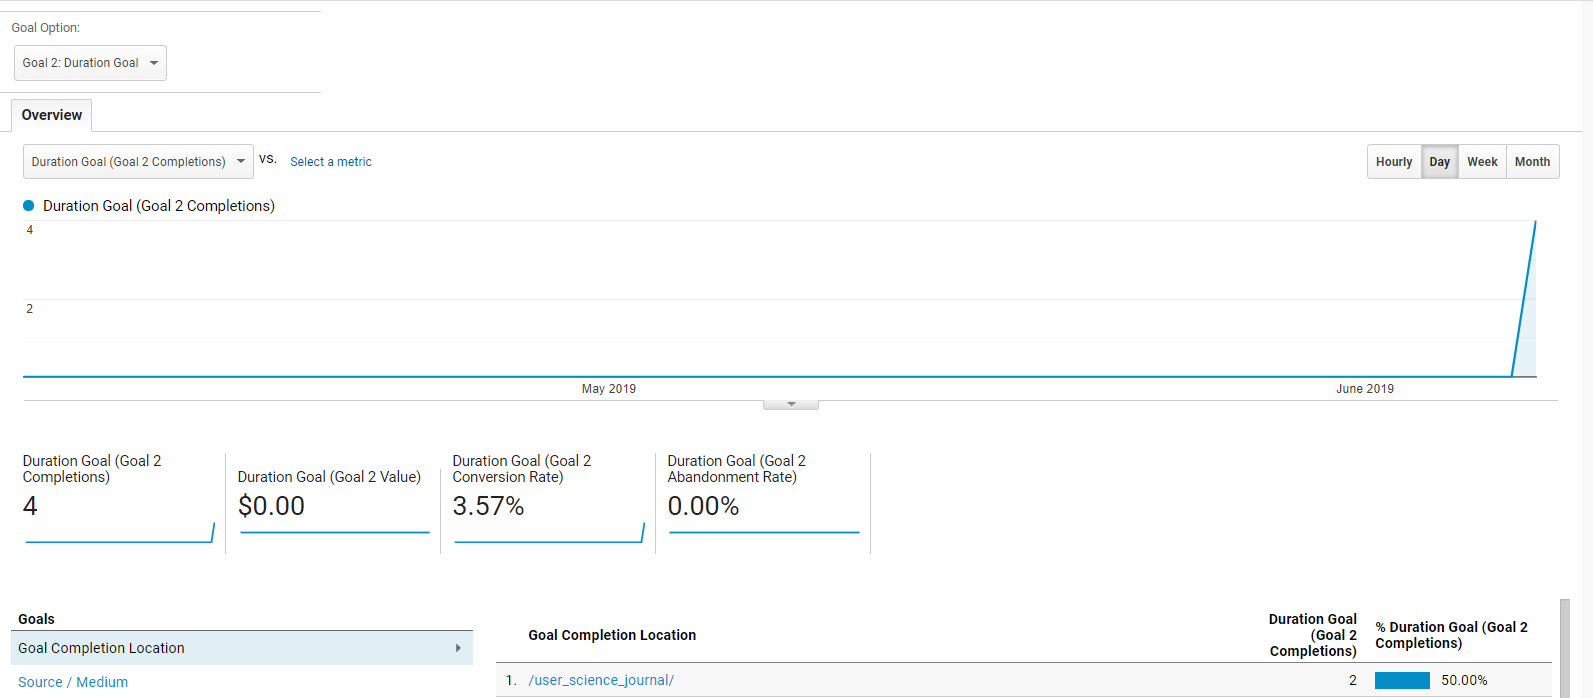 Goal Option:
Goal 2: Duration Goal
Overview
Duration Goal (Goal 2 Completions) VS. Select a metric
Hourly Day Week Month
Duration Goal (Goal 2 Completions)
4
2
May 2019 June 2019
Duration Goal (Goal 2
Completions)
4
Duration Goal (Goal 2 Value)
$0.00
Duration Goal (Goal 2
Conversion Rate)
3.57%
Duration Goal (Goal 2
Abandonment Rate)
0.00%
Goals
Goal Completion Location
Source / Medium
Goal Completion Location
Duration Goal
(Goal 2
Completions)
% Duration Goal (Goal 2
Completions)
1. /user_science_journal/ 2 50.00%